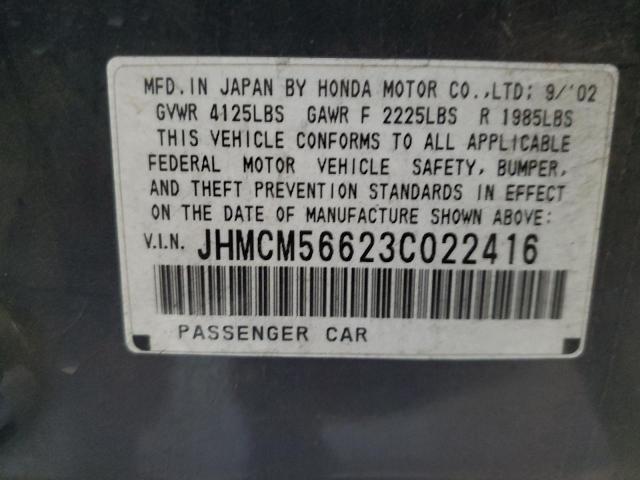 MFD. IN JAPAN BY HONDA MOTOR CO.,LTD; 9/'02
GVWR 4125LBS GAWR F 2225LBS R 1985LBS
THIS VEHICLE CONFORMS TO ALL APPLICABLE
FEDERAL MOTOR VEHICLE SAFETY, BUMPER,
AND THEFT PREVENTION STANDARDS IN EFFECT
ON THE DATE OF MANUFACTURE SHOWN ABOVE:
V.I.N. JHMCM56623C022416
PASSENGER CAR